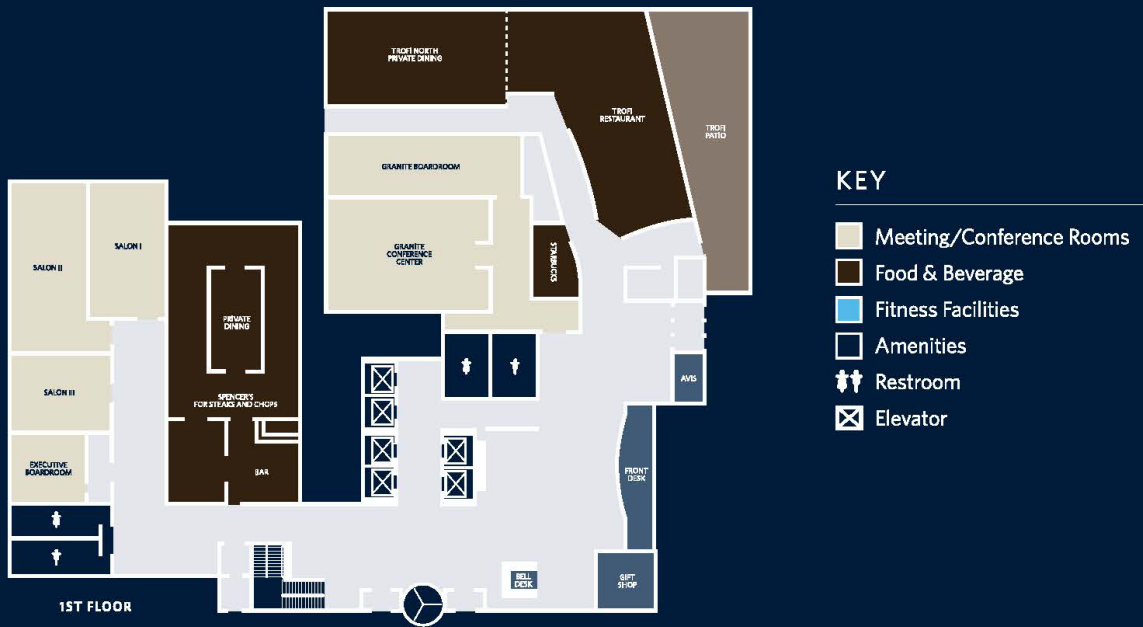 TROFI NORTH
PRIVATE DINING
TROFI
RESTAURANT
TROFI
PATIO
GRANITE BOARDROOM
GRANITE
CONFERENCE
CENTER
STARBUCKS
SALON I
SALON II
PRIVATE
DINING
SALON III
SPENCER'S
FOR STEAKS AND CHOPS
EXECUTIVE
BOARDROOM
BAR
AVIS
FRONT
DESK
BELL
DESK
GIFT
SHOP
1ST FLOOR
KEY
Meeting/Conference Rooms
Food & Beverage
Fitness Facilities
Amenities
Restroom
Elevator